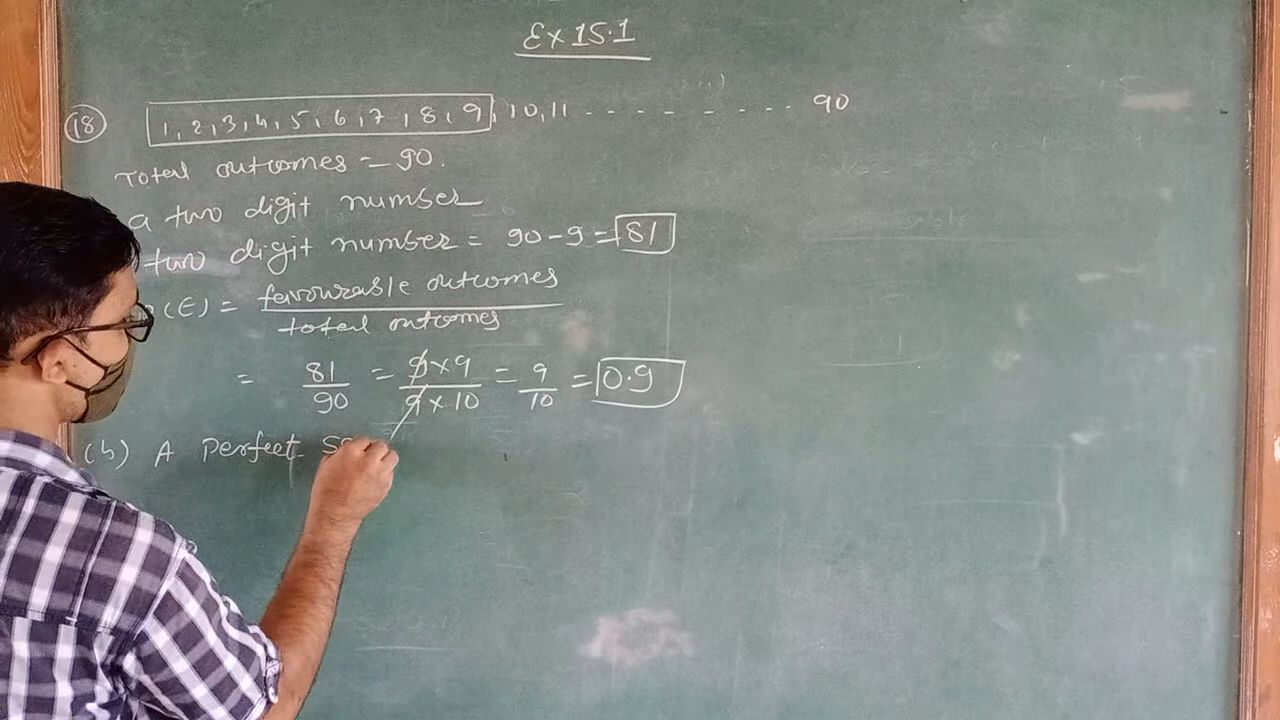 Ex 15.1
18 1, 2, 3, 4, 5, 6, 7, 8, 9, 10, 11 - - - - - - - - - 90
Total outcomes = 90.
a two digit number
two digit number = 90 - 9 = 81
(E) = favourable outcomes / total outcomes
= 81/90 = 9 x 9 / 9 x 10 = 9/10 = 0.9
(b) A Perfect S